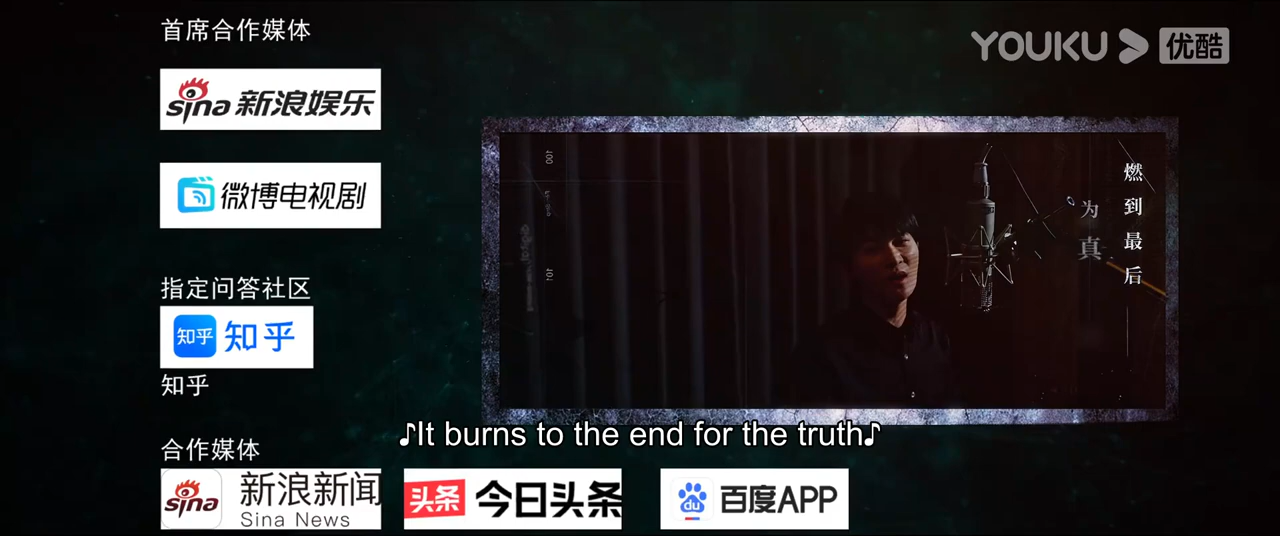 首席合作媒体
YOUKU 优酷
sina 新浪娱乐
微博电视剧
指定问答社区
知乎 知乎
知乎
燃到最后
为真
100
101
♪It burns to the end for the truth♪
合作媒体
sina 新浪新闻
Sina News
头条 今日头条
du 百度APP